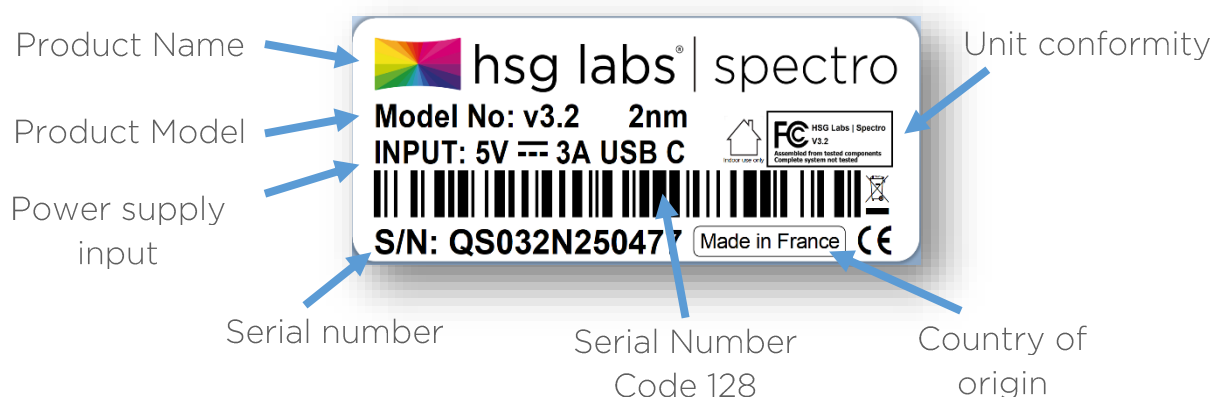 Product Name
hsg labs® | spectro
Unit conformity
Product Model
Model No: v3.2 2nm
INPUT: 5V ⎓ 3A USB C
Indoor use only
FC HSG Labs | Spectro
V3.2
Assembled from tested components
Complete system not tested
Power supply
input
S/N: QS032N250477
Made in France
CE
Serial number
Serial Number
Code 128
Country of
origin